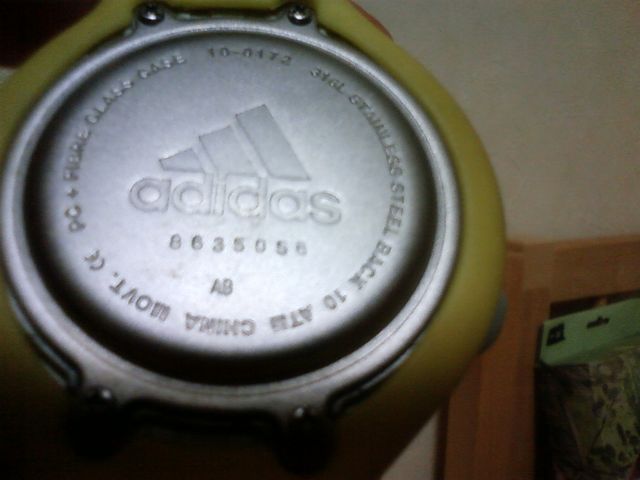 PC + FIBRE GLASS CASE 10-0172 316L STAINLESS STEEL BACK 10 ATM CHINA MOVT. CE
adidas
8635056
AB